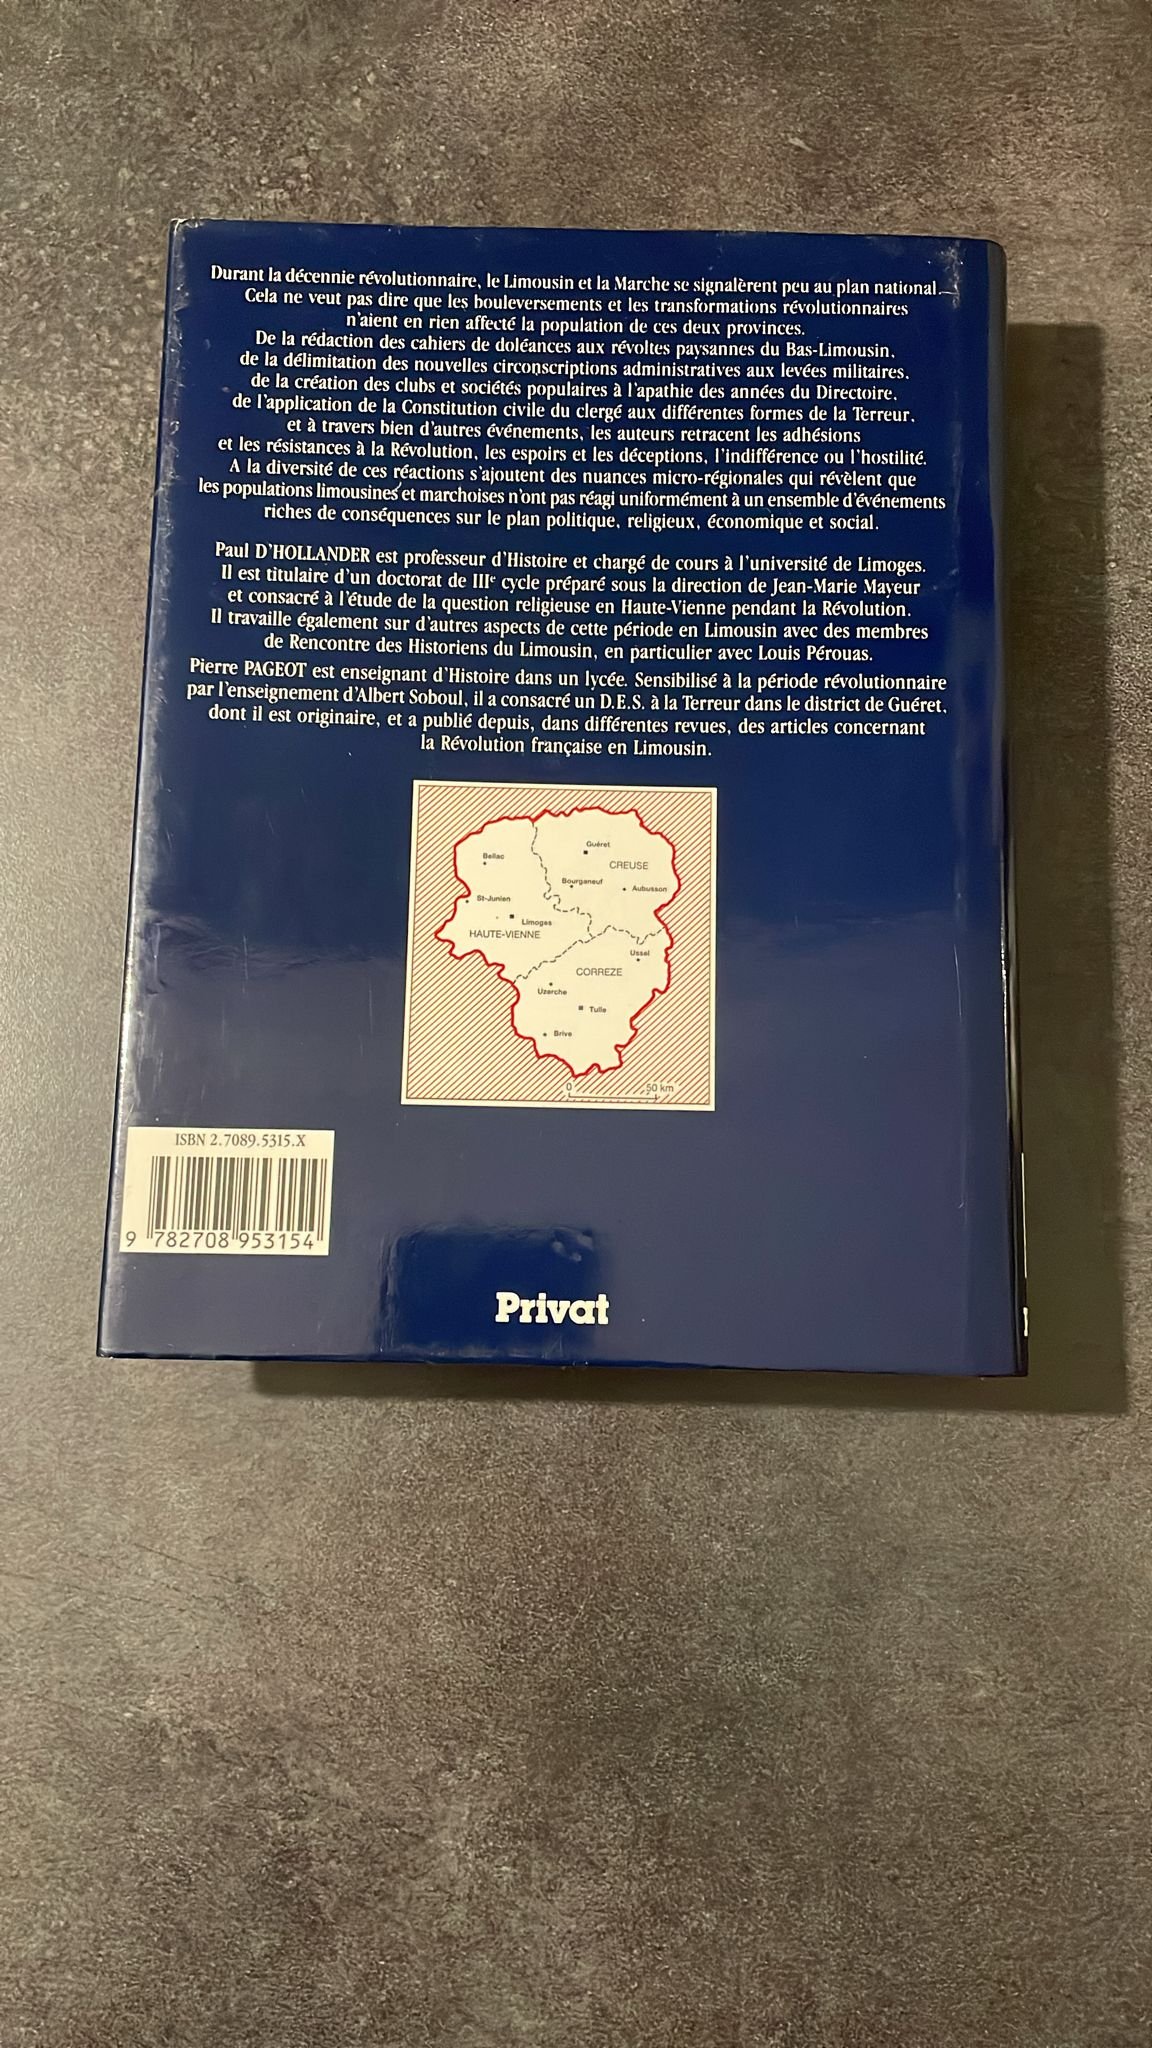 Durant la décennie révolutionnaire, le Limousin et la Marche se signalèrent peu au plan national.
Cela ne veut pas dire que les bouleversements et les transformations révolutionnaires
n'aient en rien affecté la population de ces deux provinces.
De la rédaction des cahiers de doléances aux révoltes paysannes du Bas-Limousin,
de la délimitation des nouvelles circonscriptions administratives aux levées militaires,
de la création des clubs et sociétés populaires à l'apathie des années du Directoire,
de l'application de la Constitution civile du clergé aux différentes formes de la Terreur,
et à travers bien d'autres événements, les auteurs retracent les adhésions
et les résistances à la Révolution, les espoirs et les déceptions, l'indifférence ou l'hostilité.
A la diversité de ces réactions s'ajoutent des nuances micro-régionales qui révèlent que
les populations limousines et marchoises n'ont pas réagi uniformément à un ensemble d'événements
riches de conséquences sur le plan politique, religieux, économique et social.
Paul D'HOLLANDER est professeur d'Histoire et chargé de cours à l'université de Limoges.
Il est titulaire d'un doctorat de IIIe cycle préparé sous la direction de Jean-Marie Mayeur
et consacré à l'étude de la question religieuse en Haute-Vienne pendant la Révolution.
Il travaille également sur d'autres aspects de cette période en Limousin avec des membres
de Rencontre des Historiens du Limousin, en particulier avec Louis Pérouas.
Pierre PAGEOT est enseignant d'Histoire dans un lycée. Sensibilisé à la période révolutionnaire
par l'enseignement d'Albert Soboul, il a consacré un D.E.S. à la Terreur dans le district de Guéret,
dont il est originaire, et a publié depuis, dans différentes revues, des articles concernant
la Révolution française en Limousin.
Guéret
Bellac
CREUSE
Bourganeuf
Aubusson
St-Junien
Limoges
HAUTE-VIENNE
Ussel
CORREZE
Uzerche
Tulle
Brive
0 50 km
ISBN 2.7089.5315.X
9 782708 953154
Privat